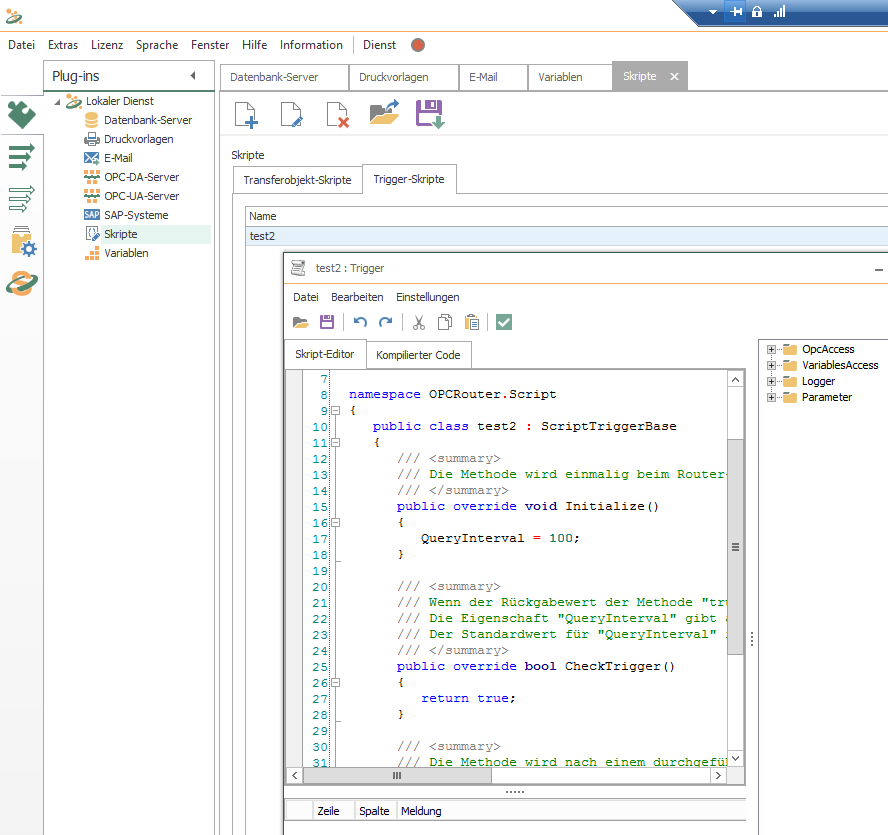 Datei Extras Lizenz Sprache Fenster Hilfe Information Dienst
Plug-ins
Datenbank-Server Druckvorlagen E-Mail Variablen Skripte
Lokaler Dienst
Datenbank-Server
Druckvorlagen
E-Mail
OPC-DA-Server
OPC-UA-Server
SAP SAP-Systeme
Skripte
Variablen
Skripte
Transferobjekt-Skripte Trigger-Skripte
Name
test2
test2 : Trigger
Datei Bearbeiten Einstellungen
Skript-Editor Kompilierter Code
7
8 namespace OPCRouter.Script
9 {
10 public class test2 : ScriptTriggerBase
11 {
12 /// <summary>
13 /// Die Methode wird einmalig beim Router
14 /// </summary>
15 public override void Initialize()
16 {
17 QueryInterval = 100;
18 }
19
20 /// <summary>
21 /// Wenn der Rückgabewert der Methode "tru
22 /// Die Eigenschaft "QueryInterval" gibt
23 /// Der Standardwert für "QueryInterval"
24 /// </summary>
25 public override bool CheckTrigger()
26 {
27 return true;
28 }
29
30 /// <summary>
31 /// Die Methode wird nach einem durchgefü
OpcAccess
VariablesAccess
Logger
Parameter
Zeile Spalte Meldung